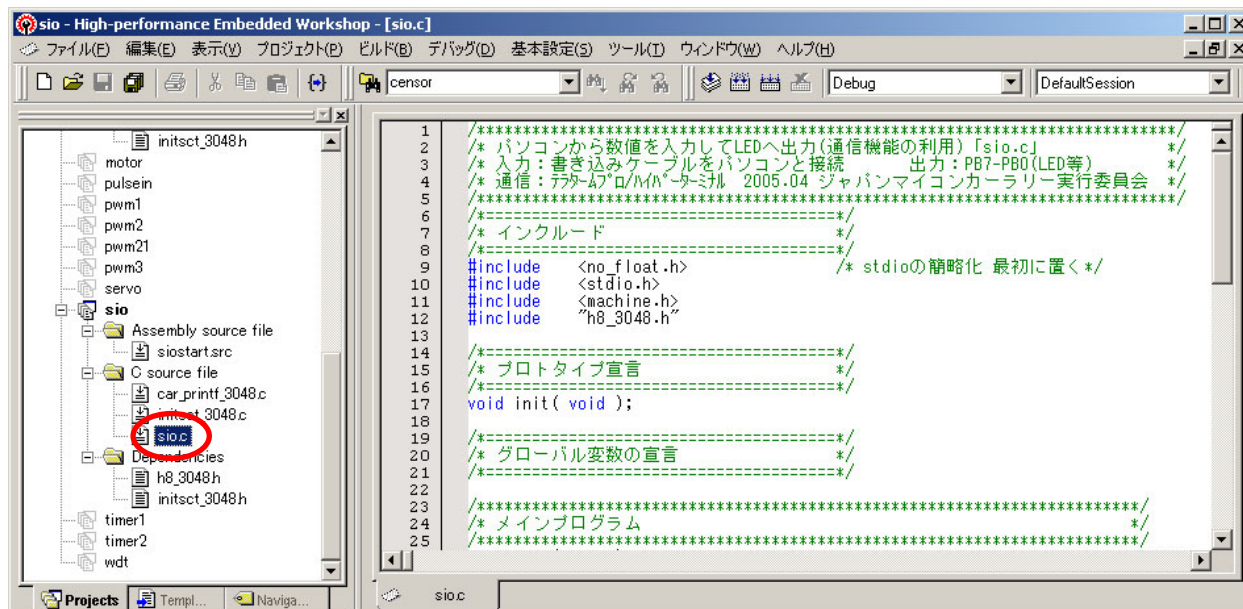 sio - High-performance Embedded Workshop - [sio.c]
ファイル(F) 編集(E) 表示(V) プロジェクト(P) ビルド(B) デバッグ(D) 基本設定(S) ツール(T) ウィンドウ(W) ヘルプ(H)
censor Debug DefaultSession
initsct_3048.h
motor
pulsein
pwm1
pwm2
pwm21
pwm3
servo
sio
Assembly source file
siostart.src
C source file
car_printf_3048.c
initsct_3048.c
sio.c
Dependencies
h8_3048.h
initsct_3048.h
timer1
timer2
wdt
Projects Templ... Naviga...
1 /****************************************************************************/
2 /* パソコンから数値を入力してLEDへ出力(通信機能の利用)「sio.c」 */
3 /* 入力：書き込みケーブルをパソコンと接続 出力：PB7-PB0(LED等) */
4 /* 通信：ﾃﾗﾀｰﾑﾌﾟﾛ/ﾊｲﾊﾟｰﾀｰﾐﾅﾙ 2005.04 ジャパンマイコンカーラリー実行委員会 */
5 /****************************************************************************/
6 /*======================================*/
7 /* インクルード */
8 /*======================================*/
9 #include <no_float.h> /* stdioの簡略化 最初に置く*/
10 #include <stdio.h>
11 #include <machine.h>
12 #include "h8_3048.h"
13
14 /*======================================*/
15 /* プロトタイプ宣言 */
16 /*======================================*/
17 void init( void );
18
19 /*======================================*/
20 /* グローバル変数の宣言 */
21 /*======================================*/
22
23 /************************************************************************/
24 /* メインプログラム */
25 /************************************************************************/
sio.c